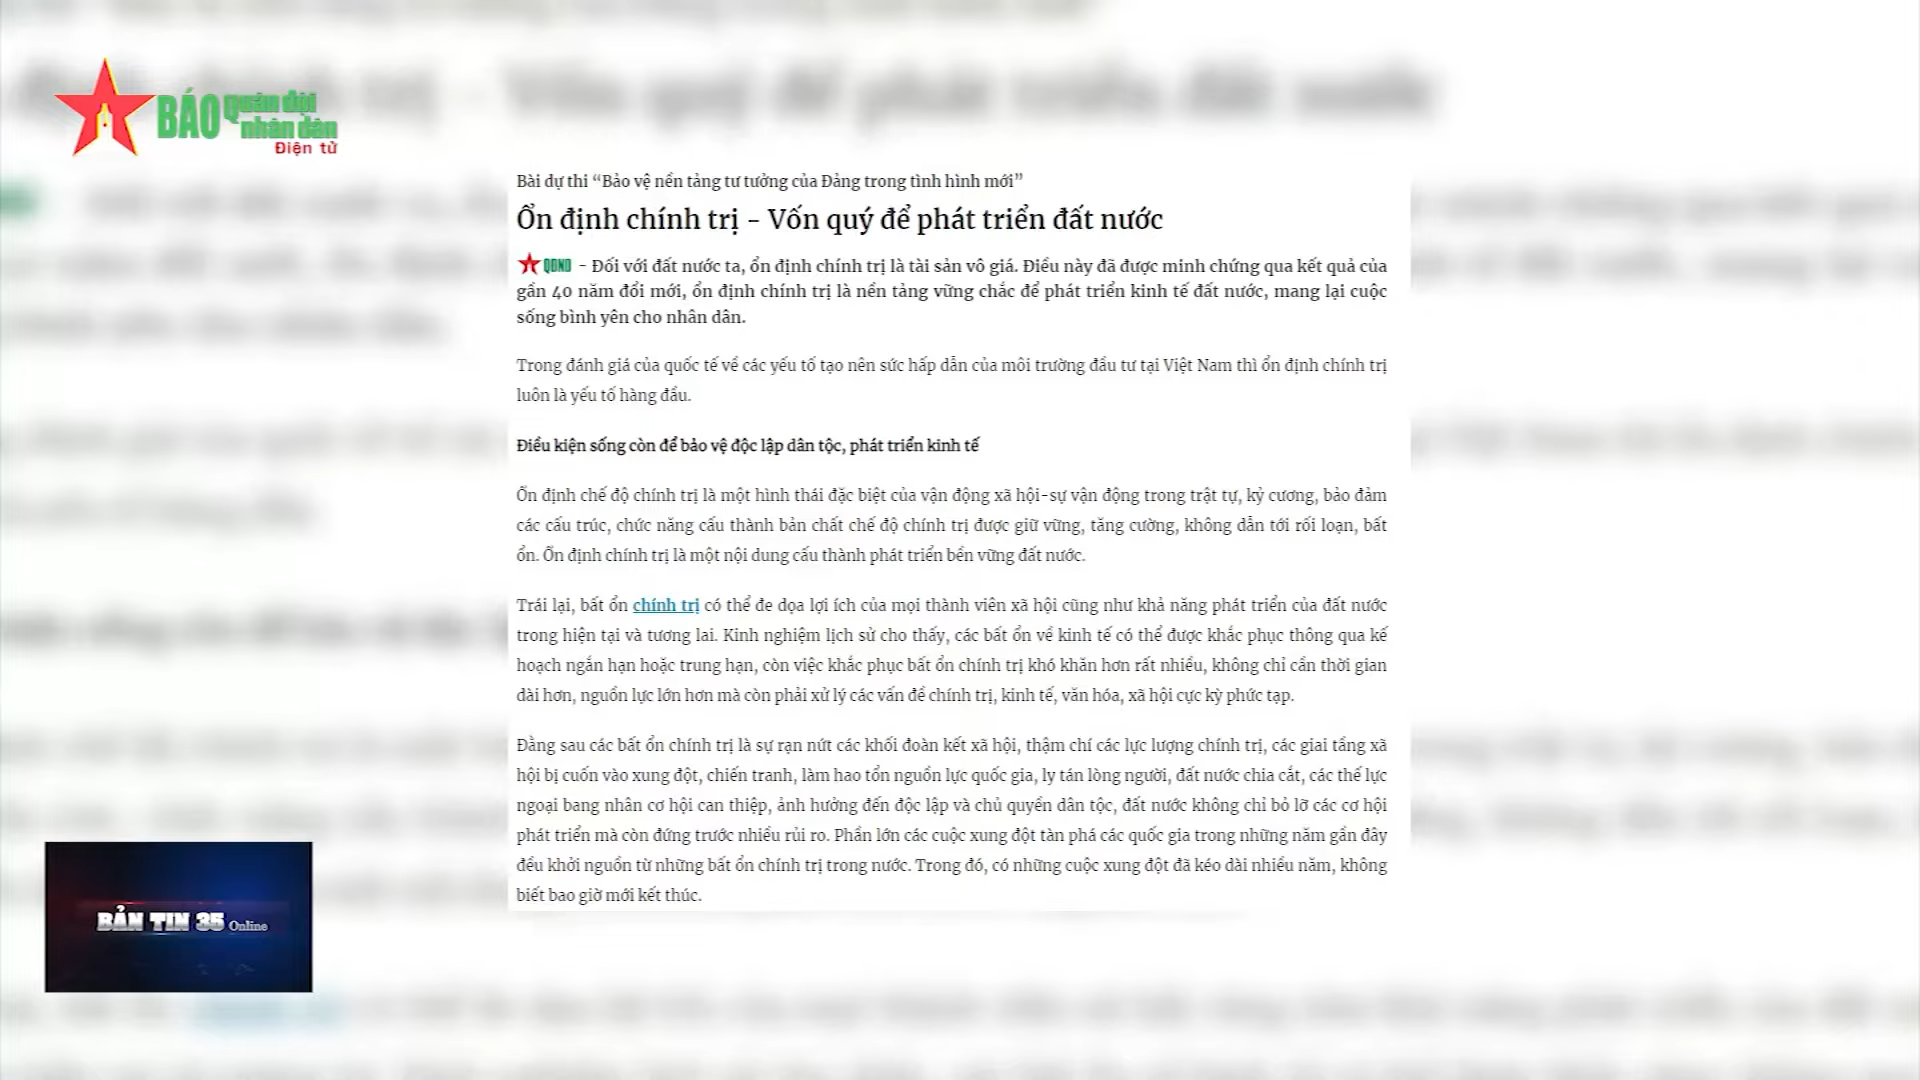 BÁO Quân đội
nhân dân
Điện tử
Bài dự thi “Bảo vệ nền tảng tư tưởng của Đảng trong tình hình mới”
Ổn định chính trị - Vốn quý để phát triển đất nước
QĐND - Đối với đất nước ta, ổn định chính trị là tài sản vô giá. Điều này đã được minh chứng qua kết quả của
gần 40 năm đổi mới, ổn định chính trị là nền tảng vững chắc để phát triển kinh tế đất nước, mang lại cuộc
sống bình yên cho nhân dân.
Trong đánh giá của quốc tế về các yếu tố tạo nên sức hấp dẫn của môi trường đầu tư tại Việt Nam thì ổn định chính trị
luôn là yếu tố hàng đầu.
Điều kiện sống còn để bảo vệ độc lập dân tộc, phát triển kinh tế
Ổn định chế độ chính trị là một hình thái đặc biệt của vận động xã hội-sự vận động trong trật tự, kỷ cương, bảo đảm
các cấu trúc, chức năng cấu thành bản chất chế độ chính trị được giữ vững, tăng cường, không dẫn tới rối loạn, bất
ổn. Ổn định chính trị là một nội dung cấu thành phát triển bền vững đất nước.
Trái lại, bất ổn chính trị có thể đe dọa lợi ích của mọi thành viên xã hội cũng như khả năng phát triển của đất nước
trong hiện tại và tương lai. Kinh nghiệm lịch sử cho thấy, các bất ổn về kinh tế có thể được khắc phục thông qua kế
hoạch ngắn hạn hoặc trung hạn, còn việc khắc phục bất ổn chính trị khó khăn hơn rất nhiều, không chỉ cần thời gian
dài hơn, nguồn lực lớn hơn mà còn phải xử lý các vấn đề chính trị, kinh tế, văn hóa, xã hội cực kỳ phức tạp.
Đằng sau các bất ổn chính trị là sự rạn nứt các khối đoàn kết xã hội, thậm chí các lực lượng chính trị, các giai tầng xã
hội bị cuốn vào xung đột, chiến tranh, làm hao tổn nguồn lực quốc gia, ly tán lòng người, đất nước chia cắt, các thế lực
ngoại bang nhân cơ hội can thiệp, ảnh hưởng đến độc lập và chủ quyền dân tộc, đất nước không chỉ bỏ lỡ các cơ hội
phát triển mà còn đứng trước nhiều rủi ro. Phần lớn các cuộc xung đột tàn phá các quốc gia trong những năm gần đây
đều khởi nguồn từ những bất ổn chính trị trong nước. Trong đó, có những cuộc xung đột đã kéo dài nhiều năm, không
biết bao giờ mới kết thúc.
BẢN TIN 35 Online